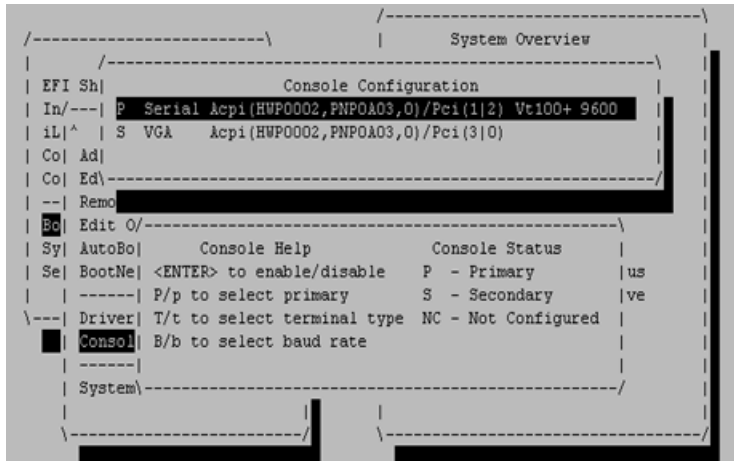 System Overview
EFI Sh
Console Configuration
In
P Serial Acpi(HWP0002,PNP0A03,0)/Pci(1|2) Vt100+ 9600
iL ^ S VGA Acpi(HWP0002,PNP0A03,0)/Pci(3|0)
Co Ad
Co Ed
Remo
Bo Edit O
Sy AutoBo Console Help Console Status
Se BootNe <ENTER> to enable/disable P - Primary us
P/p to select primary S - Secondary ve
Driver T/t to select terminal type NC - Not Configured
Consol B/b to select baud rate
System